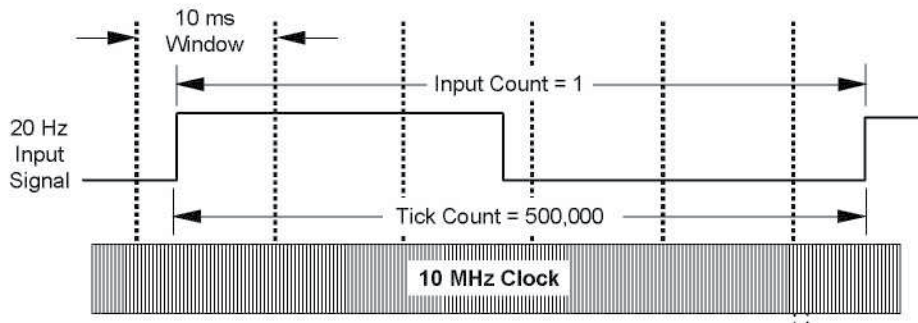 10 ms
Window
Input Count = 1
20 Hz
Input
Signal
Tick Count = 500,000
10 MHz Clock